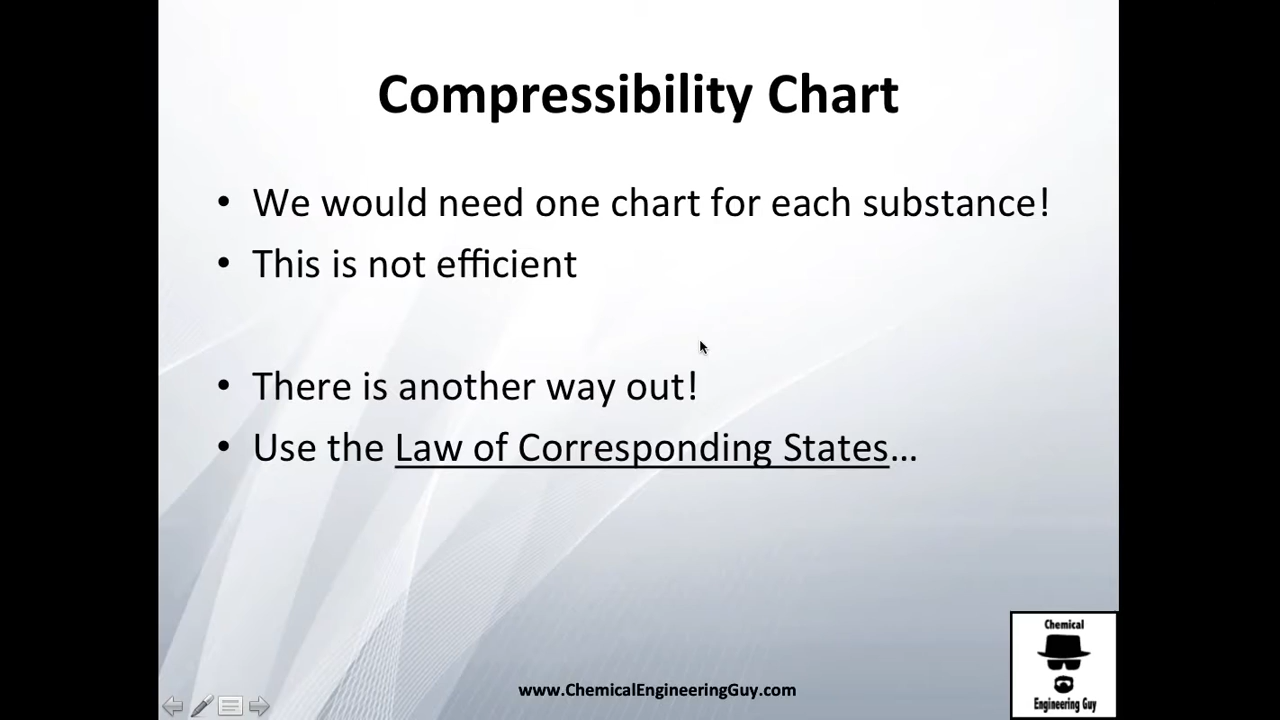 Compressibility Chart
• We would need one chart for each substance!
• This is not efficient
• There is another way out!
• Use the Law of Corresponding States...
Chemical
Engineering Guy
www.ChemicalEngineeringGuy.com